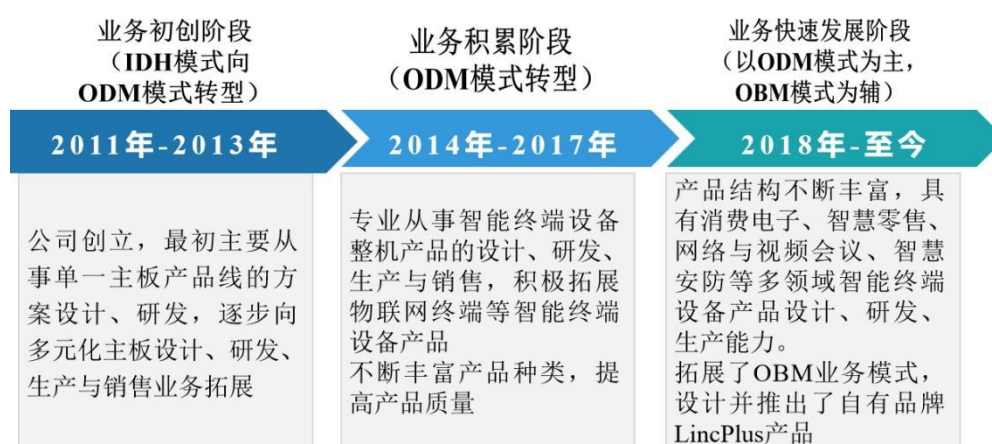 业务初创阶段
（IDH模式向
ODM模式转型）
2011年-2013年
公司创立，最初主要从
事单一主板产品线的方
案设计、研发，逐步向
多元化主板设计、研发、
生产与销售业务拓展
业务积累阶段
（ODM模式转型）
2014年-2017年
专业从事智能终端设备
整机产品的设计、研发、
生产与销售，积极拓展
物联网终端等智能终端
设备产品
不断丰富产品种类，提
高产品质量
业务快速发展阶段
（以ODM模式为主，
OBM模式为辅）
2018年-至今
产品结构不断丰富，具
有消费电子、智慧零售、
网络与视频会议、智慧
安防等多领域智能终端
设备产品设计、研发、
生产能力。
拓展了OBM业务模式，
设计并推出了自有品牌
LincPlus产品